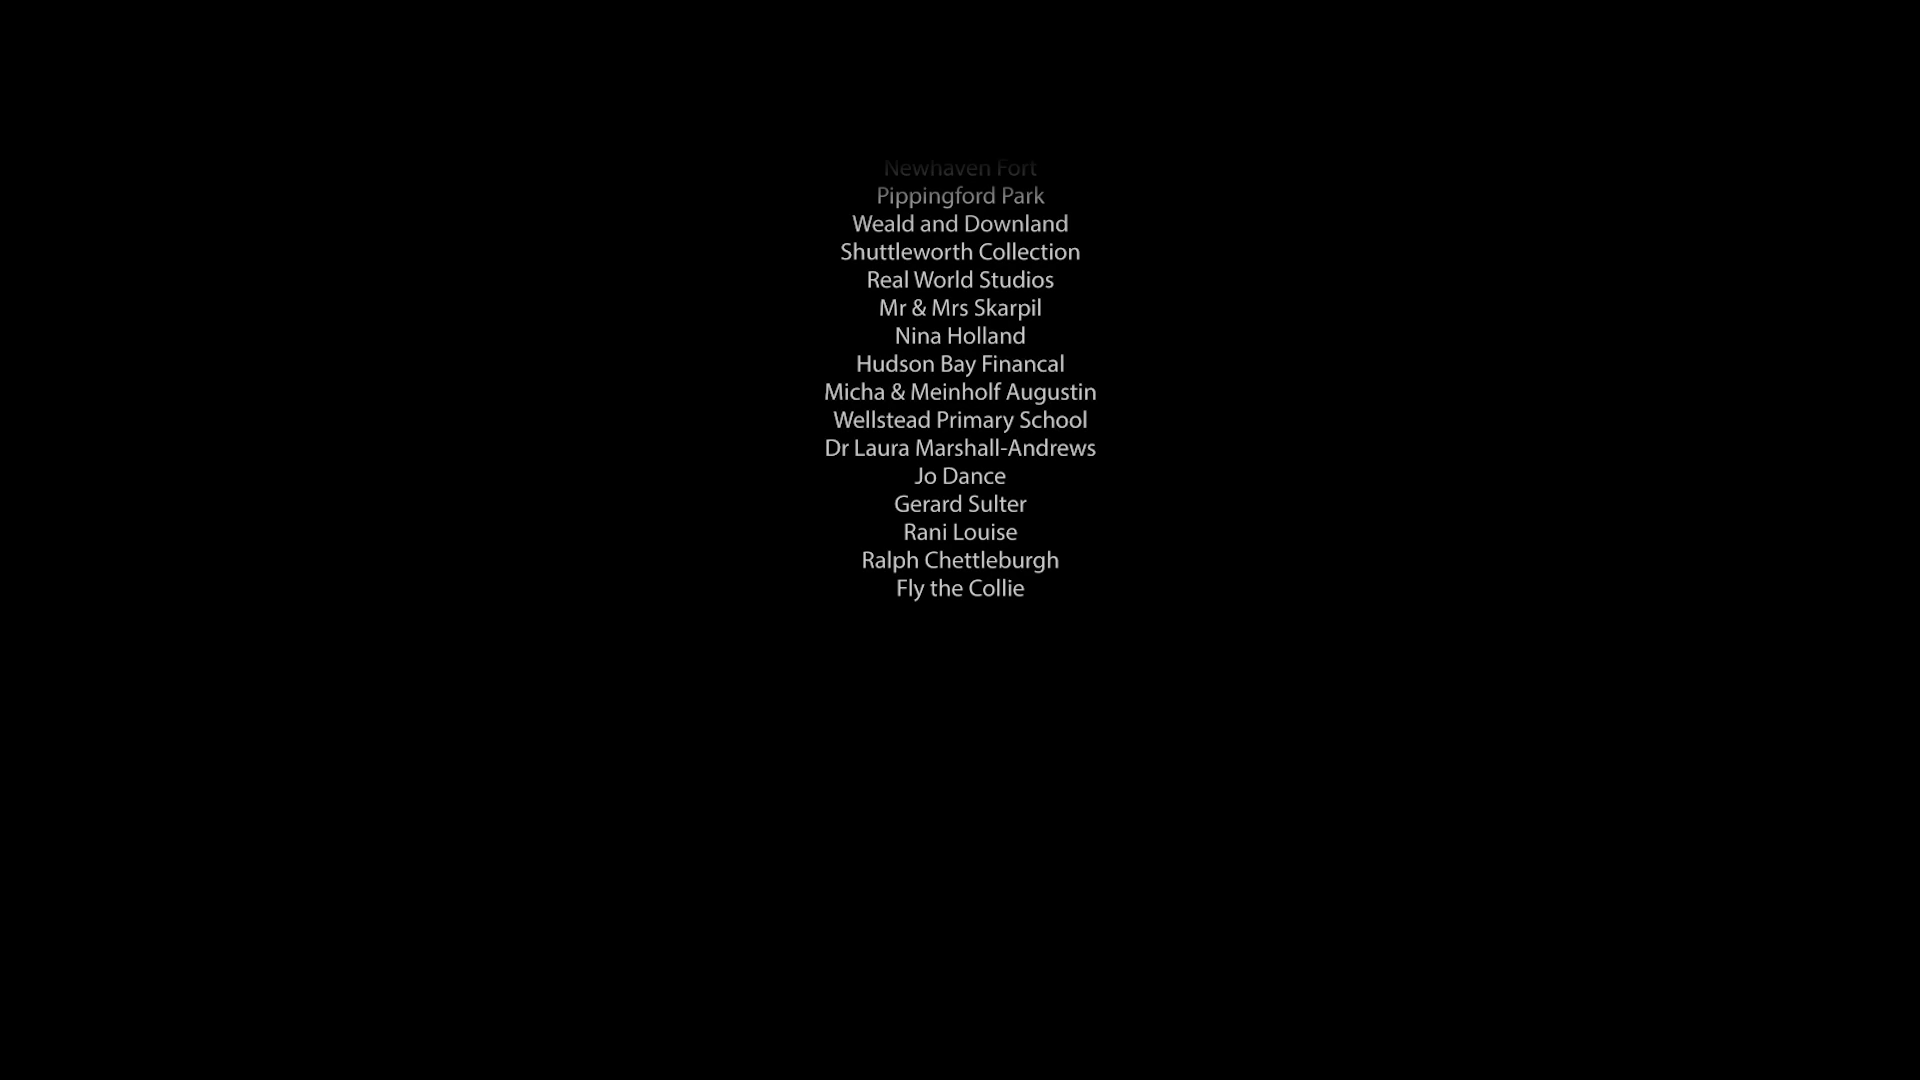 Newhaven Fort
Pippingford Park
Weald and Downland
Shuttleworth Collection
Real World Studios
Mr & Mrs Skarpil
Nina Holland
Hudson Bay Financal
Micha & Meinholf Augustin
Wellstead Primary School
Dr Laura Marshall-Andrews
Jo Dance
Gerard Sulter
Rani Louise
Ralph Chettleburgh
Fly the Collie